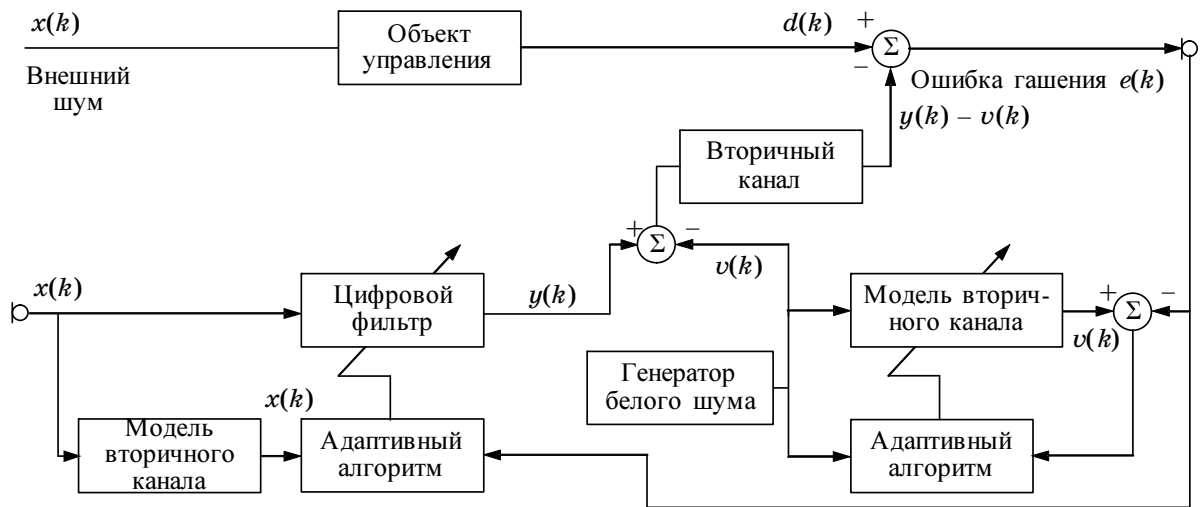 x(k)
Внешний
шум
Объект
управления
d(k)
+
Σ
−
Ошибка гашения e(k)
y(k) – v(k)
Вторичный
канал
+
Σ
−
v(k)
x(k)
Цифровой
фильтр
y(k)
Модель вторич-
ного канала
+
Σ
−
v(k)
Генератор
белого шума
x(k)
Модель
вторичного
канала
Адаптивный
алгоритм
Адаптивный
алгоритм